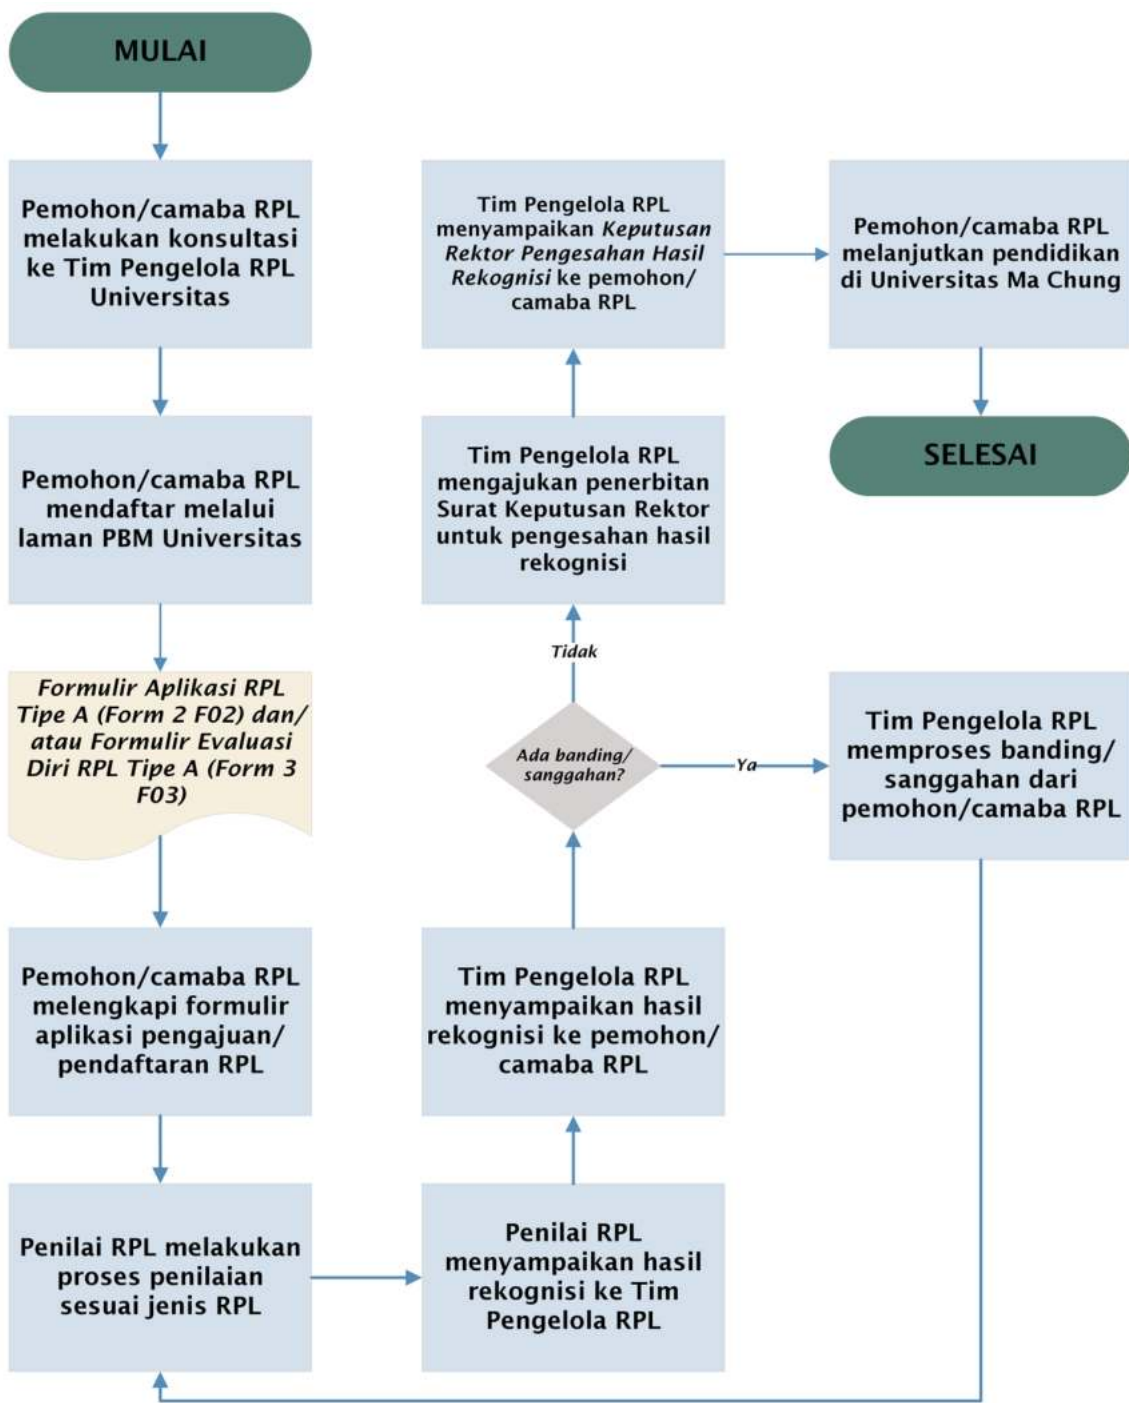 MULAI
Pemohon/camaba RPL
melakukan konsultasi
ke Tim Pengelola RPL
Universitas
Pemohon/camaba RPL
mendaftar melalui
laman PBM Universitas
Formulir Aplikasi RPL
Tipe A (Form 2 F02) dan/
atau Formulir Evaluasi
Diri RPL Tipe A (Form 3
F03)
Pemohon/camaba RPL
melengkapi formulir
aplikasi pengajuan/
pendaftaran RPL
Penilai RPL melakukan
proses penilaian
sesuai jenis RPL
Penilai RPL
menyampaikan hasil
rekognisi ke Tim
Pengelola RPL
Tim Pengelola RPL
menyampaikan hasil
rekognisi ke pemohon/
camaba RPL
Ada banding/
sanggahan?
Ya
Tim Pengelola RPL
memproses banding/
sanggahan dari
pemohon/camaba RPL
Tidak
Tim Pengelola RPL
mengajukan penerbitan
Surat Keputusan Rektor
untuk pengesahan hasil
rekognisi
Tim Pengelola RPL
menyampaikan Keputusan
Rektor Pengesahan Hasil
Rekognisi ke pemohon/
camaba RPL
Pemohon/camaba RPL
melanjutkan pendidikan
di Universitas Ma Chung
SELESAI